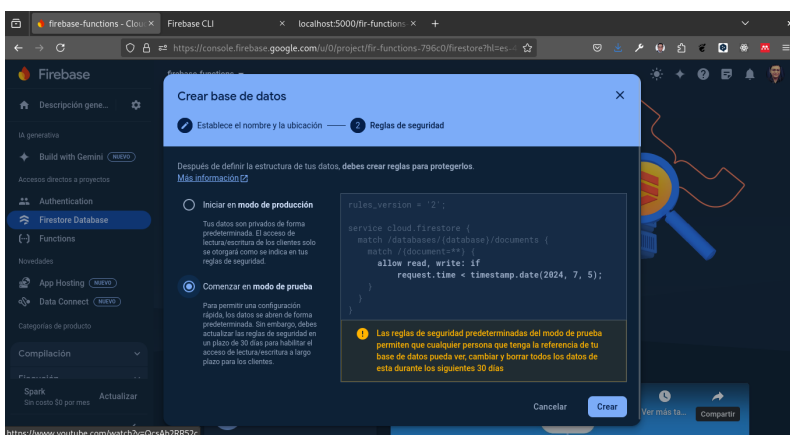 firebase-functions - Clou
Firebase CLI
localhost:5000/fir-functions-
https://console.firebase.google.com/u/0/project/fir-functions-796c0/firestore?hl=es-
Firebase
Descripción gene...
IA generativa
Build with Gemini NUEVO
Accesos directos a proyectos
Authentication
Firestore Database
Functions
Novedades
App Hosting NUEVO
Data Connect NUEVO
Categorías de producto
Compilación
Spark
Sin costo $0 por mes
Actualizar
Crear base de datos
Establece el nombre y la ubicación
2 Reglas de seguridad
Después de definir la estructura de tus datos, debes crear reglas para protegerlos.
Más información
Iniciar en modo de producción
Tus datos son privados de forma
predeterminada. El acceso de
lectura/escritura de los clientes solo
se otorgará como se indica en tus
reglas de seguridad.
Comenzar en modo de prueba
Para permitir una configuración
rápida, los datos se abren de forma
predeterminada. Sin embargo, debes
actualizar las reglas de seguridad en
un plazo de 30 días para habilitar el
acceso de lectura/escritura a largo
plazo para los clientes.
rules_version = '2';
service cloud.firestore {
match /databases/{database}/documents {
match /{document=**} {
allow read, write: if
request.time < timestamp.date(2024, 7, 5);
}
}
}
Las reglas de seguridad predeterminadas del modo de prueba
permiten que cualquier persona que tenga la referencia de tu
base de datos pueda ver, cambiar y borrar todos los datos de
esta durante los siguientes 30 días
Cancelar
Crear
Ver más ta...
Compartir